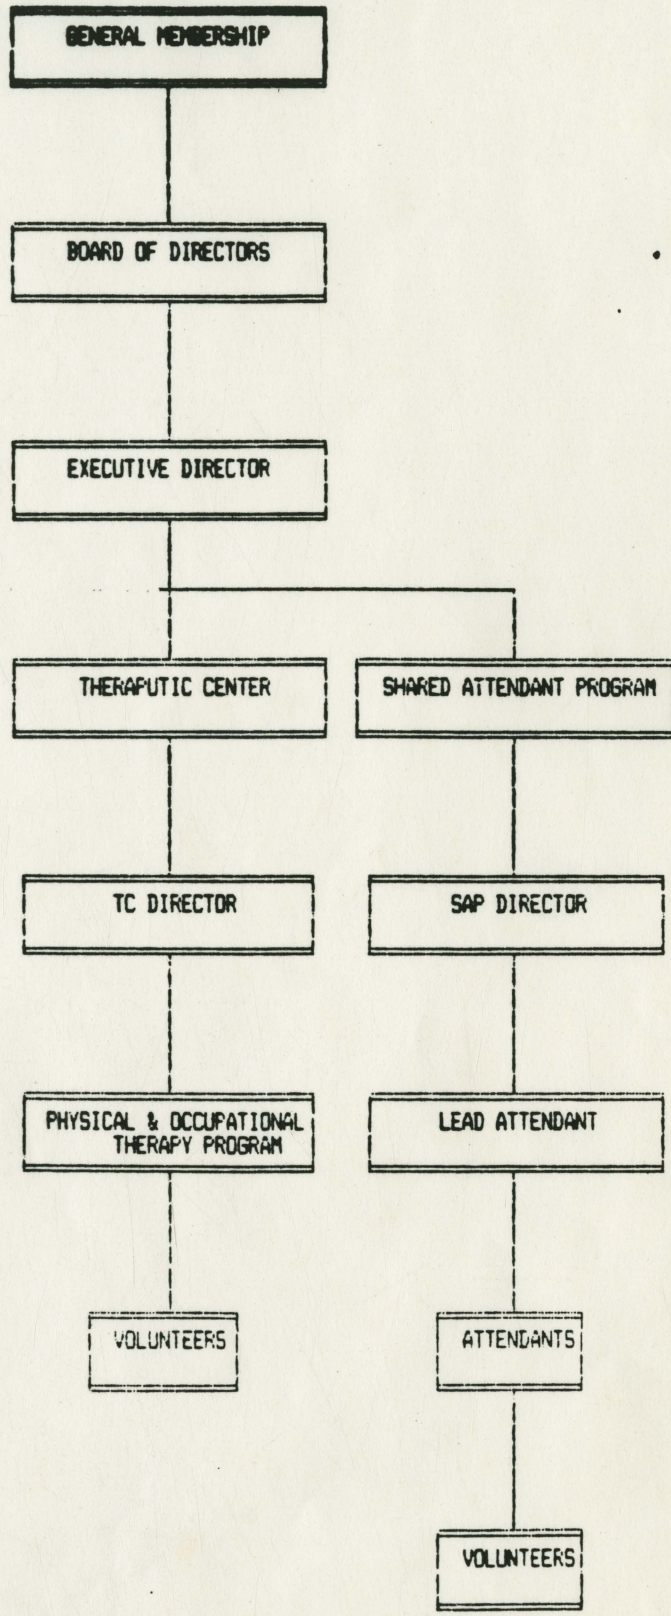 GENERAL MEMBERSHIP
BOARD OF DIRECTORS
EXECUTIVE DIRECTOR
THERAPUTIC CENTER
SHARED ATTENDANT PROGRAM
TC DIRECTOR
SAP DIRECTOR
PHYSICAL & OCCUPATIONAL
THERAPY PROGRAM
LEAD ATTENDANT
VOLUNTEERS
ATTENDANTS
VOLUNTEERS